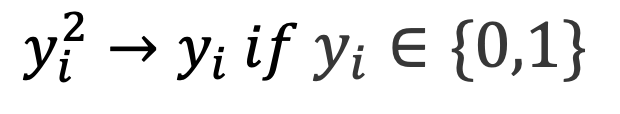 y_i^2 → y_i if y_i ∈ {0,1}